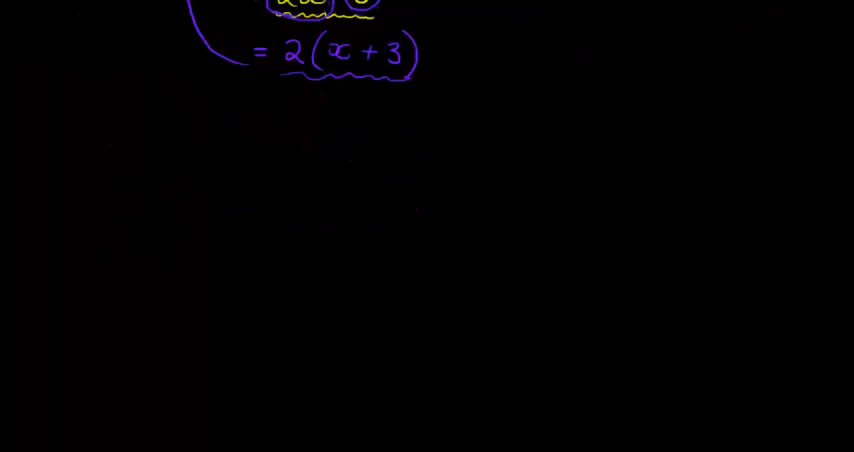 = 2(x + 3)